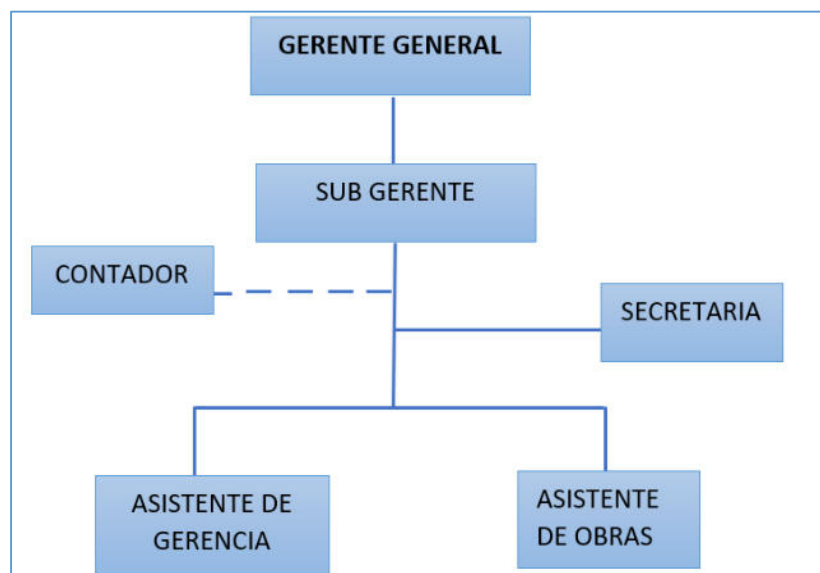 GERENTE GENERAL
SUB GERENTE
CONTADOR
SECRETARIA
ASISTENTE DE
GERENCIA
ASISTENTE
DE OBRAS